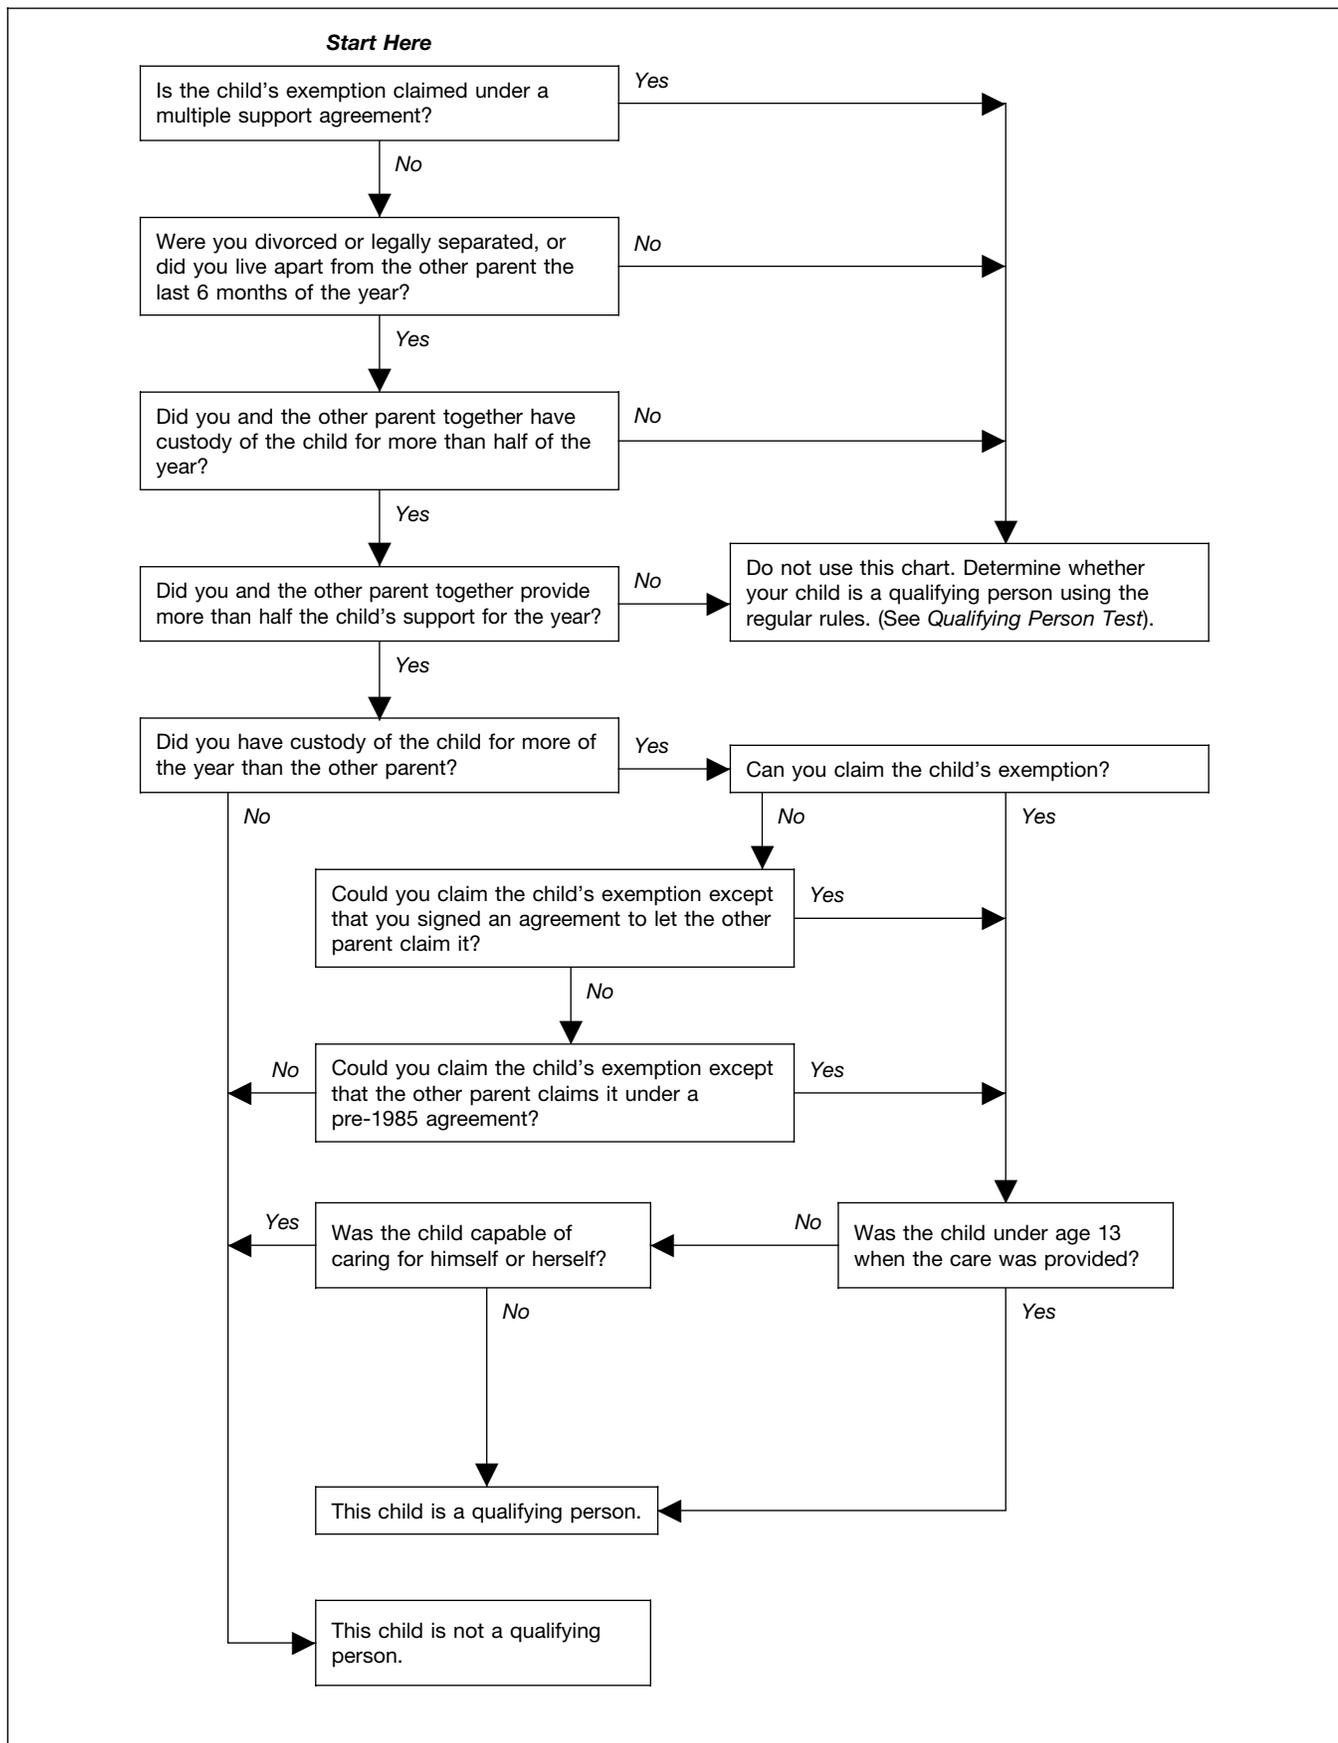 Start Here
Is the child's exemption claimed under a
multiple support agreement?
Yes
No
Were you divorced or legally separated, or
did you live apart from the other parent the
last 6 months of the year?
No
Yes
Did you and the other parent together have
custody of the child for more than half of the
year?
No
Yes
Did you and the other parent together provide
more than half the child's support for the year?
No
Do not use this chart. Determine whether
your child is a qualifying person using the
regular rules. (See Qualifying Person Test).
Yes
Did you have custody of the child for more of
the year than the other parent?
Yes
Can you claim the child's exemption?
No
No
Yes
Could you claim the child's exemption except
that you signed an agreement to let the other
parent claim it?
Yes
No
No
Could you claim the child's exemption except
that the other parent claims it under a
pre-1985 agreement?
Yes
Yes
Was the child capable of
caring for himself or herself?
No
Was the child under age 13
when the care was provided?
No
Yes
This child is a qualifying person.
This child is not a qualifying
person.